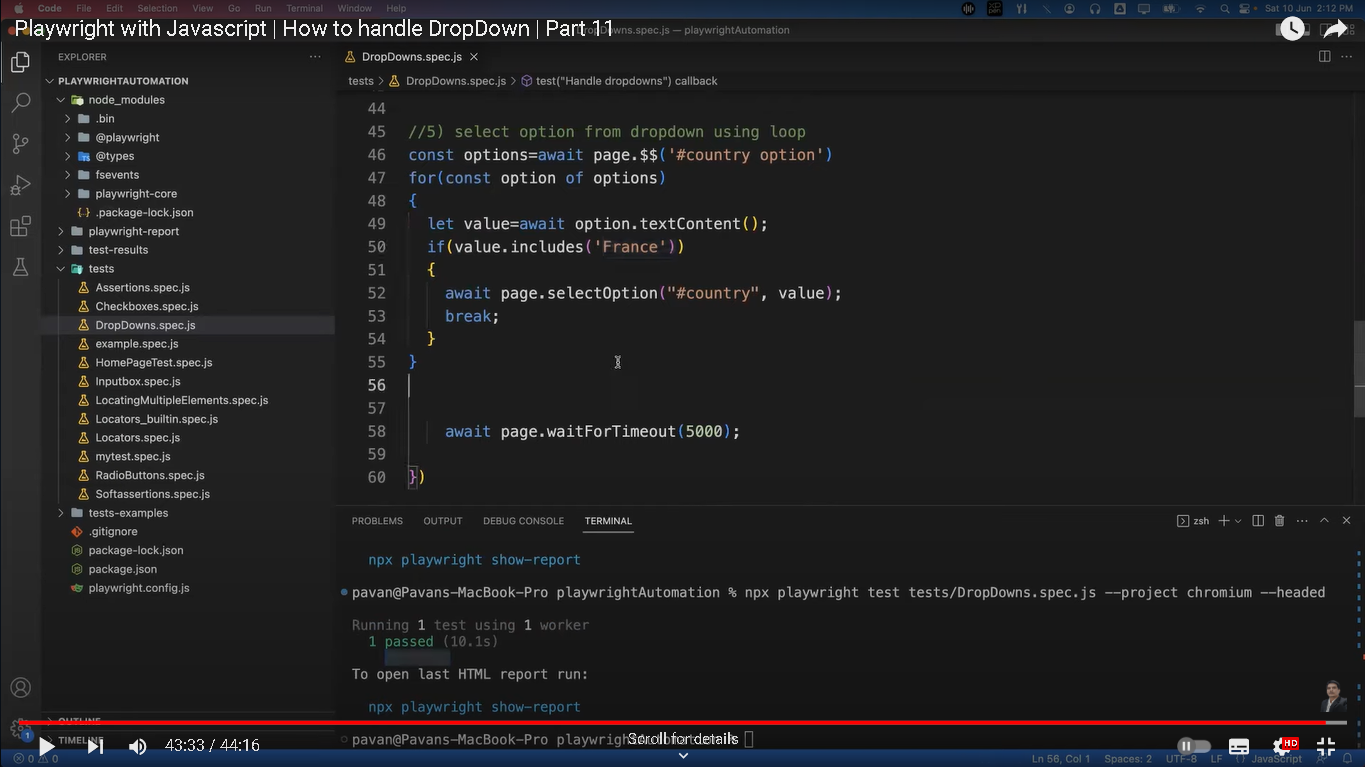 Code File Edit Selection View Go Run Terminal Window Help
Sat 10 Jun 2:12 PM
Playwright with Javascript | How to handle DropDown | Part 11
DropDowns.spec.js — playwrightAutomation
EXPLORER
DropDowns.spec.js
PLAYWRIGHTAUTOMATION
tests > DropDowns.spec.js > test("Handle dropdowns") callback
node_modules
.bin
@playwright
@types
fsevents
playwright-core
.package-lock.json
playwright-report
test-results
tests
Assertions.spec.js
Checkboxes.spec.js
DropDowns.spec.js
example.spec.js
HomePageTest.spec.js
Inputbox.spec.js
LocatingMultipleElements.spec.js
Locators_builtin.spec.js
Locators.spec.js
mytest.spec.js
RadioButtons.spec.js
Softassertions.spec.js
tests-examples
.gitignore
package-lock.json
package.json
playwright.config.js
OUTLINE
TIMELINE
44
45 //5) select option from dropdown using loop
46 const options=await page.$$('#country option')
47 for(const option of options)
48 {
49 let value=await option.textContent();
50 if(value.includes('France'))
51 {
52 await page.selectOption("#country", value);
53 break;
54 }
55 }
56
57
58 await page.waitForTimeout(5000);
59
60 })
PROBLEMS OUTPUT DEBUG CONSOLE TERMINAL
zsh
npx playwright show-report
pavan@Pavans-MacBook-Pro playwrightAutomation % npx playwright test tests/DropDowns.spec.js --project chromium --headed
Running 1 test using 1 worker
1 passed (10.1s)
To open last HTML report run:
npx playwright show-report
pavan@Pavans-MacBook-Pro
Scroll for details
1
43:33 / 44:16
HD
0 0
Ln 56, Col 1 Spaces: 2 UTF-8 LF {} JavaScript